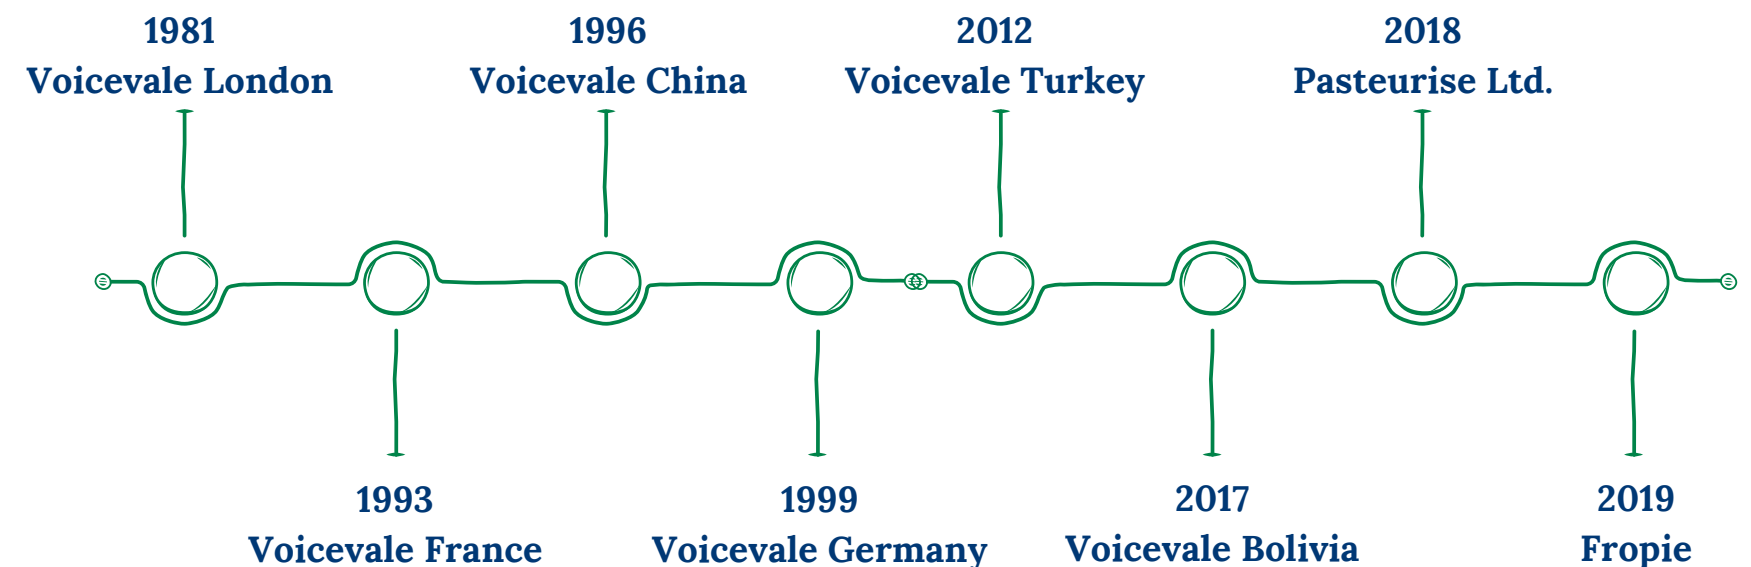 1981
Voicevale London
1996
Voicevale China
2012
Voicevale Turkey
2018
Pasteurise Ltd.
1993
Voicevale France
1999
Voicevale Germany
2017
Voicevale Bolivia
2019
Fropie